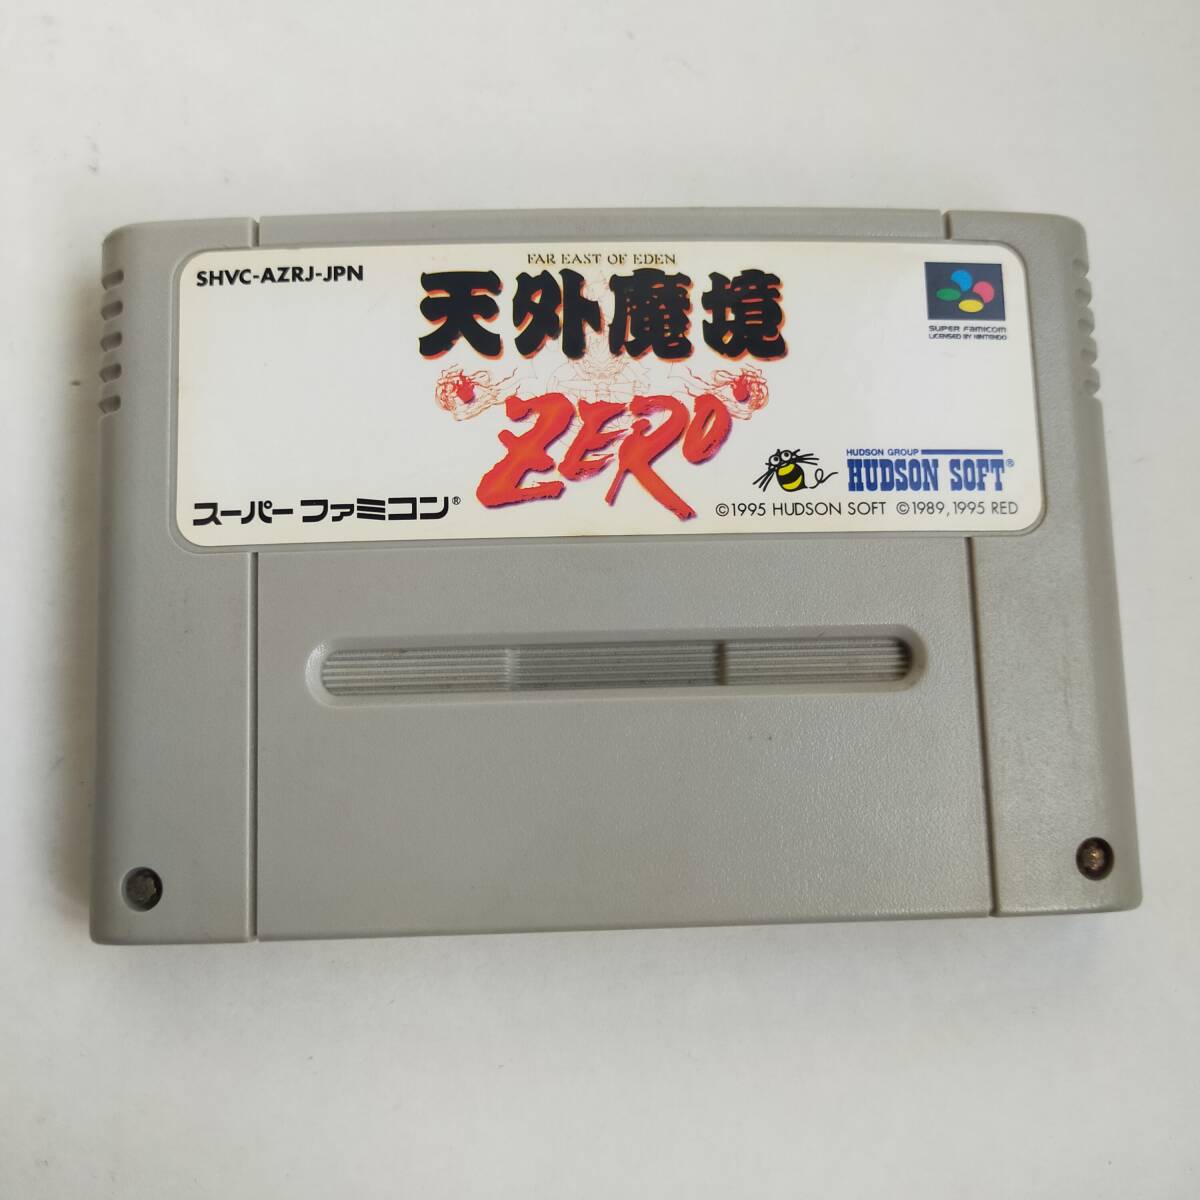 SHVC-AZRJ-JPN
FAR EAST OF EDEN
天外魔境
ZERO
SUPER FAMICOM
LICENSED BY NINTENDO
HUDSON GROUP
HUDSON SOFT®
スーパーファミコン®
©1995 HUDSON SOFT ©1989,1995 RED